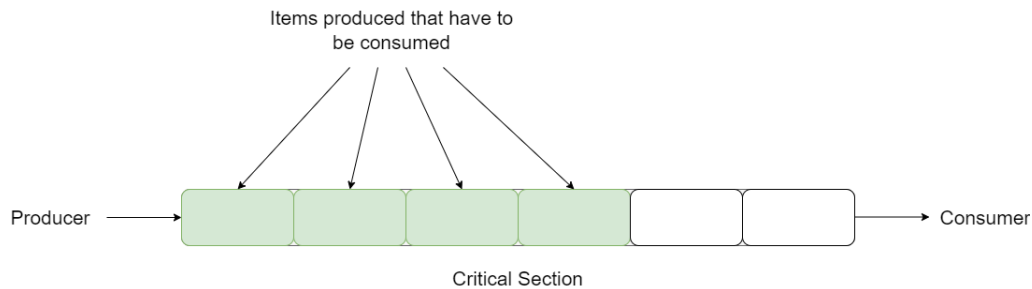 Items produced that have to
be consumed
Producer
Consumer
Critical Section